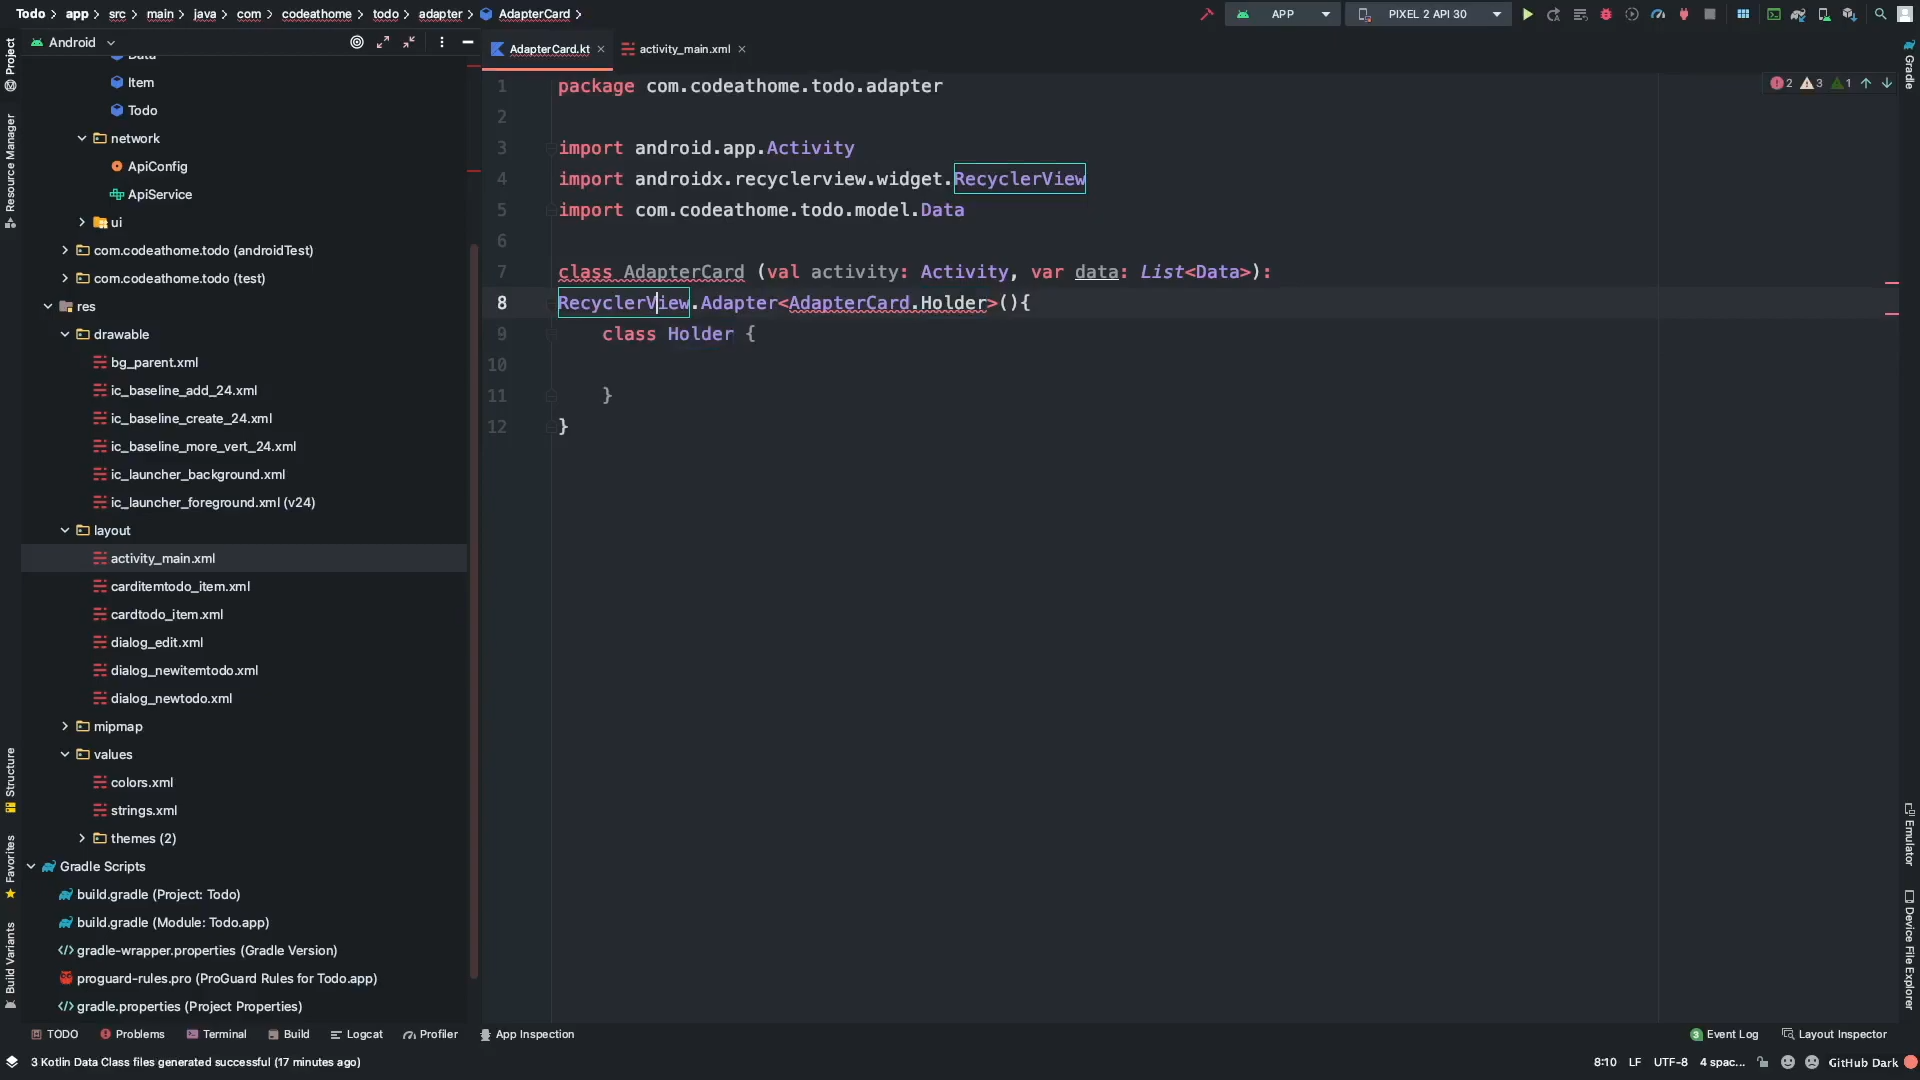 Todo > app > src > main > java > com > codeathome > todo > adapter > AdapterCard >
APP
PIXEL 2 API 30
Android
AdapterCard.kt
activity_main.xml
2 3 1
Project
Resource Manager
Structure
Favorites
Build Variants
Item
Todo
network
ApiConfig
ApiService
ui
com.codeathome.todo (androidTest)
com.codeathome.todo (test)
res
drawable
bg_parent.xml
ic_baseline_add_24.xml
ic_baseline_create_24.xml
ic_baseline_more_vert_24.xml
ic_launcher_background.xml
ic_launcher_foreground.xml (v24)
layout
activity_main.xml
carditemtodo_item.xml
cardtodo_item.xml
dialog_edit.xml
dialog_newitemtodo.xml
dialog_newtodo.xml
mipmap
values
colors.xml
strings.xml
themes (2)
Gradle Scripts
build.gradle (Project: Todo)
build.gradle (Module: Todo.app)
gradle-wrapper.properties (Gradle Version)
proguard-rules.pro (ProGuard Rules for Todo.app)
gradle.properties (Project Properties)
1 package com.codeathome.todo.adapter
2
3 import android.app.Activity
4 import androidx.recyclerview.widget.RecyclerView
5 import com.codeathome.todo.model.Data
6
7 class AdapterCard (val activity: Activity, var data: List<Data>):
8 RecyclerView.Adapter<AdapterCard.Holder>(){
9 class Holder {
10
11 }
12 }
Gradle
Emulator
Device File Explorer
TODO Problems Terminal Build Logcat Profiler App Inspection
3 Event Log Layout Inspector
3 Kotlin Data Class files generated successful (17 minutes ago)
8:10 LF UTF-8 4 spac... GitHub Dark